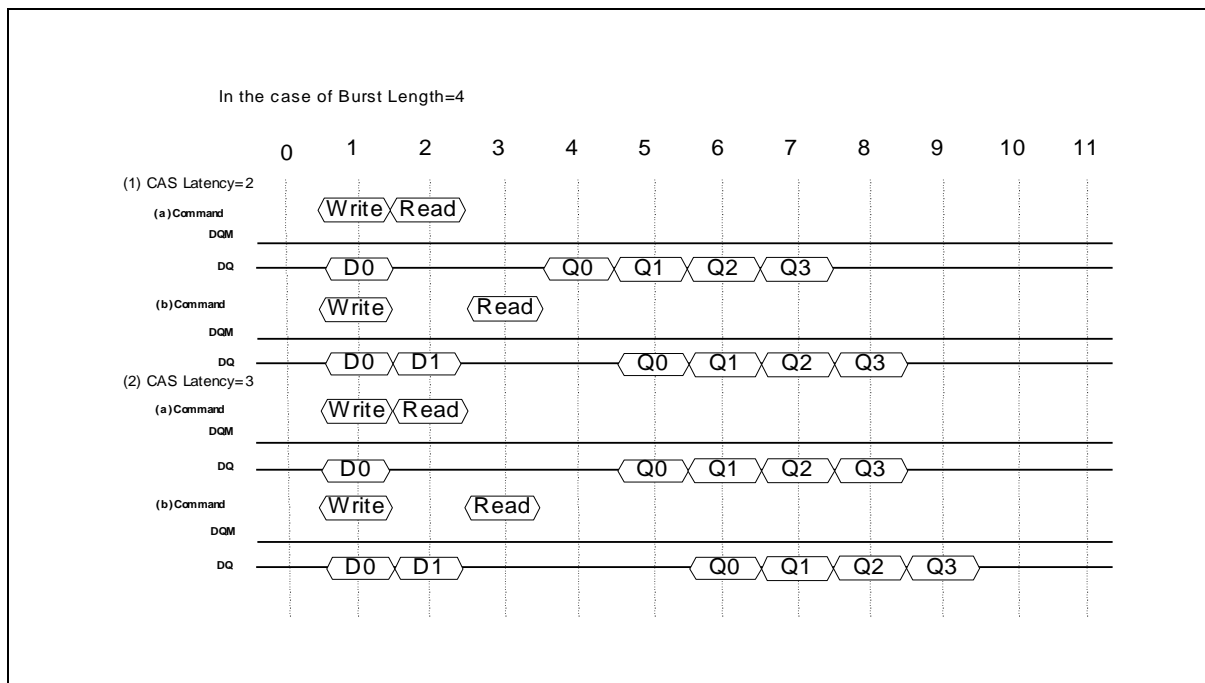 In the case of Burst Length=4
0 1 2 3 4 5 6 7 8 9 10 11
(1) CAS Latency=2
(a)Command Write Read
DQM
DQ D0 Q0 Q1 Q2 Q3
(b)Command Write Read
DQM
DQ D0 D1 Q0 Q1 Q2 Q3
(2) CAS Latency=3
(a)Command Write Read
DQM
DQ D0 Q0 Q1 Q2 Q3
(b)Command Write Read
DQM
DQ D0 D1 Q0 Q1 Q2 Q3